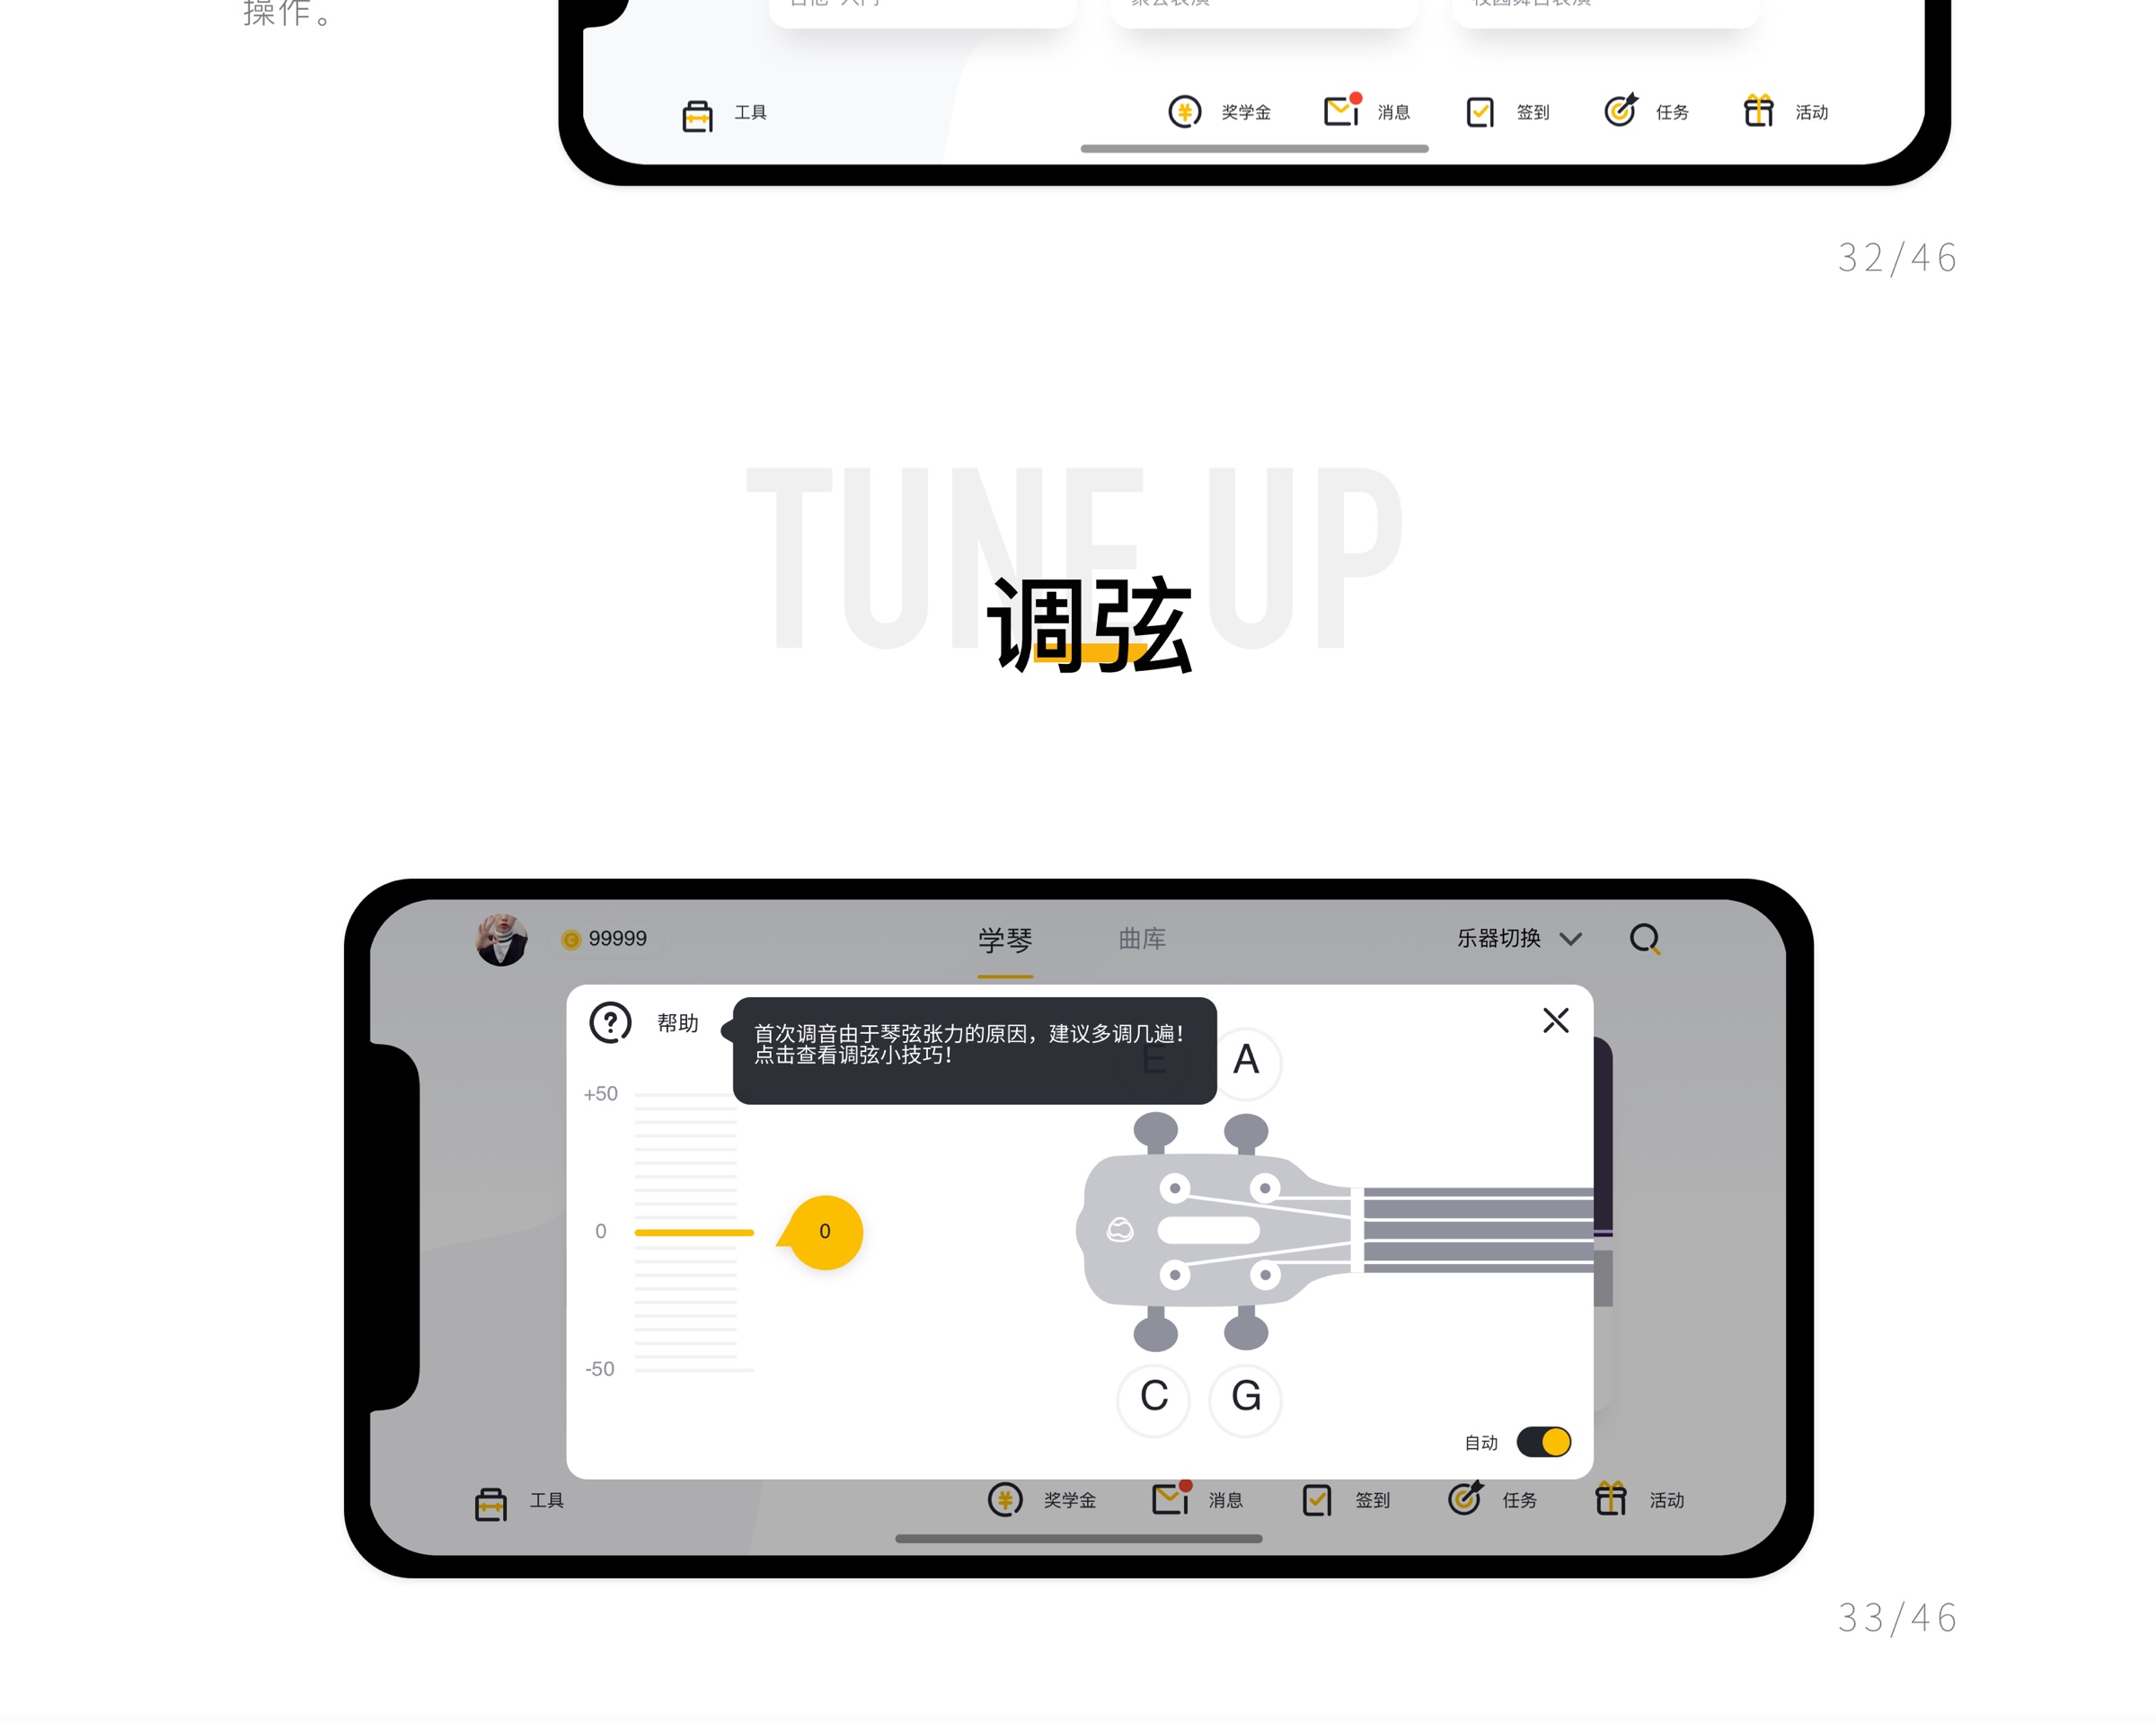 操作。
工具
奖学金
消息
签到
任务
活动
32/46
TUNE UP
调弦
99999
学琴
曲库
乐器切换
帮助
首次调音由于琴弦张力的原因，建议多调几遍！
点击查看调弦小技巧！
E
A
+50
0
0
-50
C
G
自动
工具
奖学金
消息
签到
任务
活动
33/46